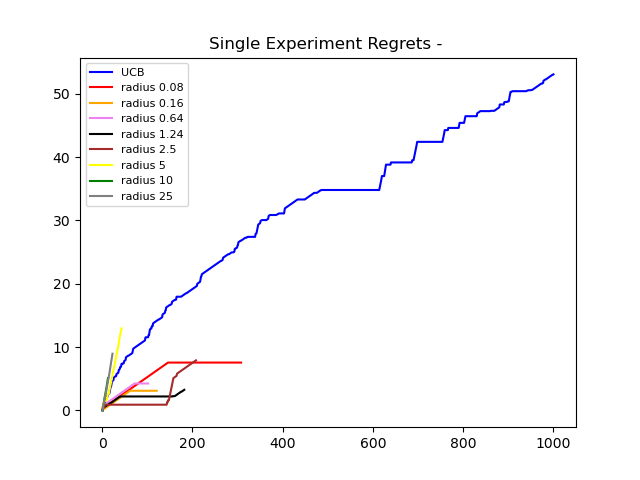 Single Experiment Regrets -
UCB
radius 0.08
radius 0.16
radius 0.64
radius 1.24
radius 2.5
radius 5
radius 10
radius 25
50
40
30
20
10
0
0 200 400 600 800 1000